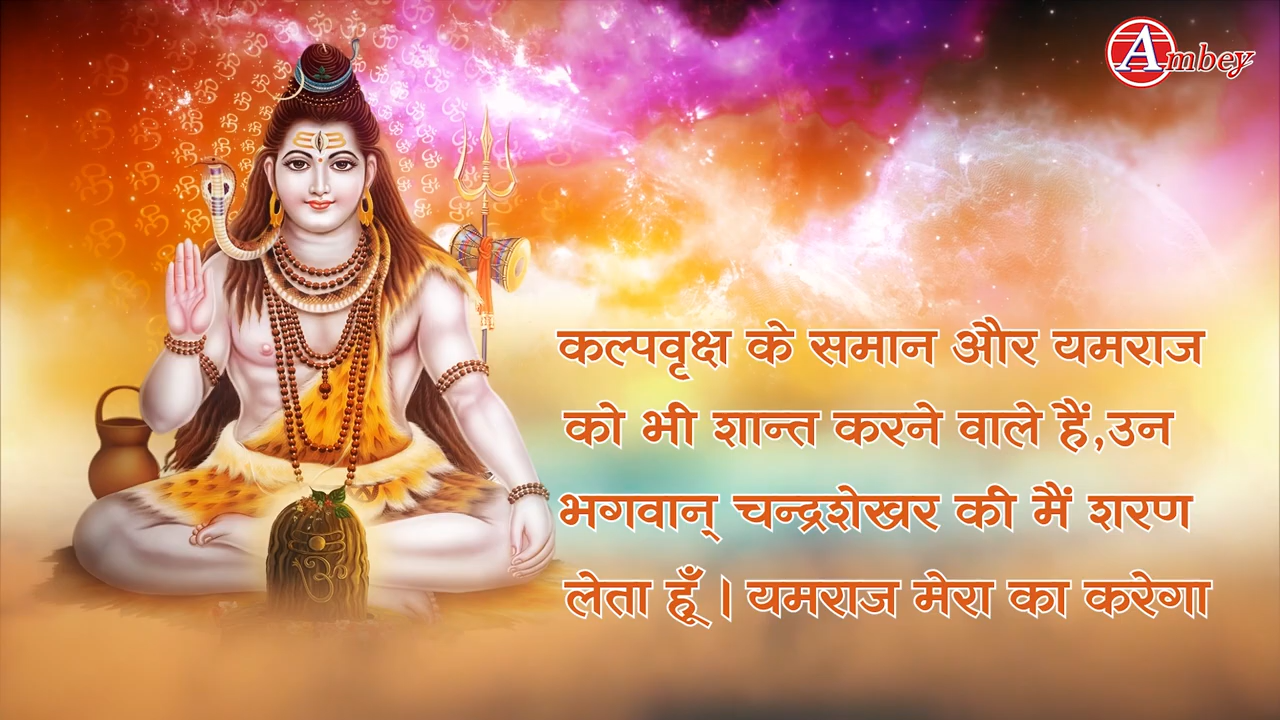 Ambey
कल्पवृक्ष के समान और यमराज
को भी शान्त करने वाले हैं,उन
भगवान् चन्द्रशेखर की मैं शरण
लेता हूँ । यमराज मेरा का करेगा